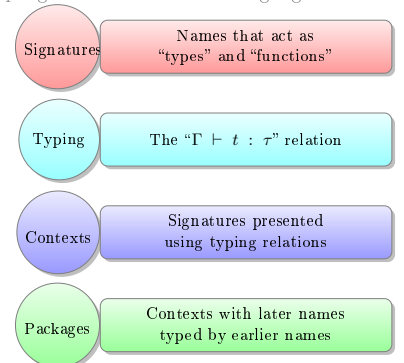 Signatures
Names that act as
“types” and “functions”
Typing
The “Γ ⊢ t : τ” relation
Contexts
Signatures presented
using typing relations
Packages
Contexts with later names
typed by earlier names